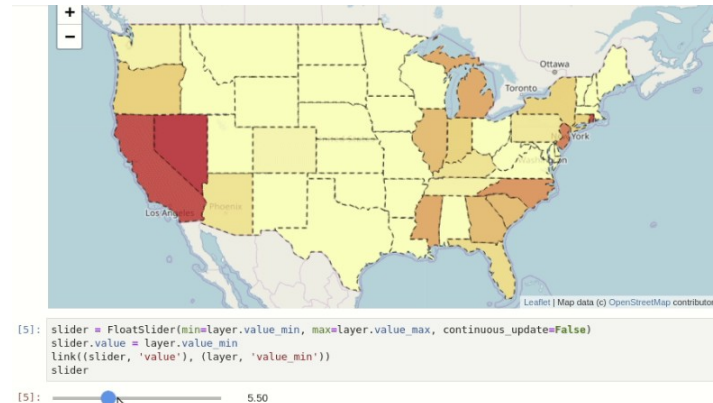 +
−
Ottawa
Toronto
York
Phoenix
Los Angeles
Leaflet | Map data (c) OpenStreetMap contributor
[5]: slider = FloatSlider(min=layer.value_min, max=layer.value_max, continuous_update=False)
slider.value = layer.value_min
link((slider, 'value'), (layer, 'value_min'))
slider
[5]: 5.50